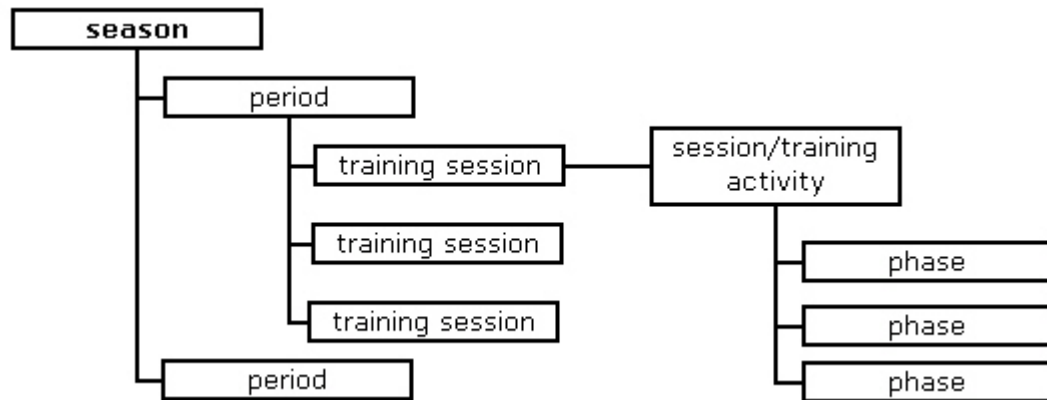 season
period
training session
session/training
activity
training session
phase
training session
phase
period
phase